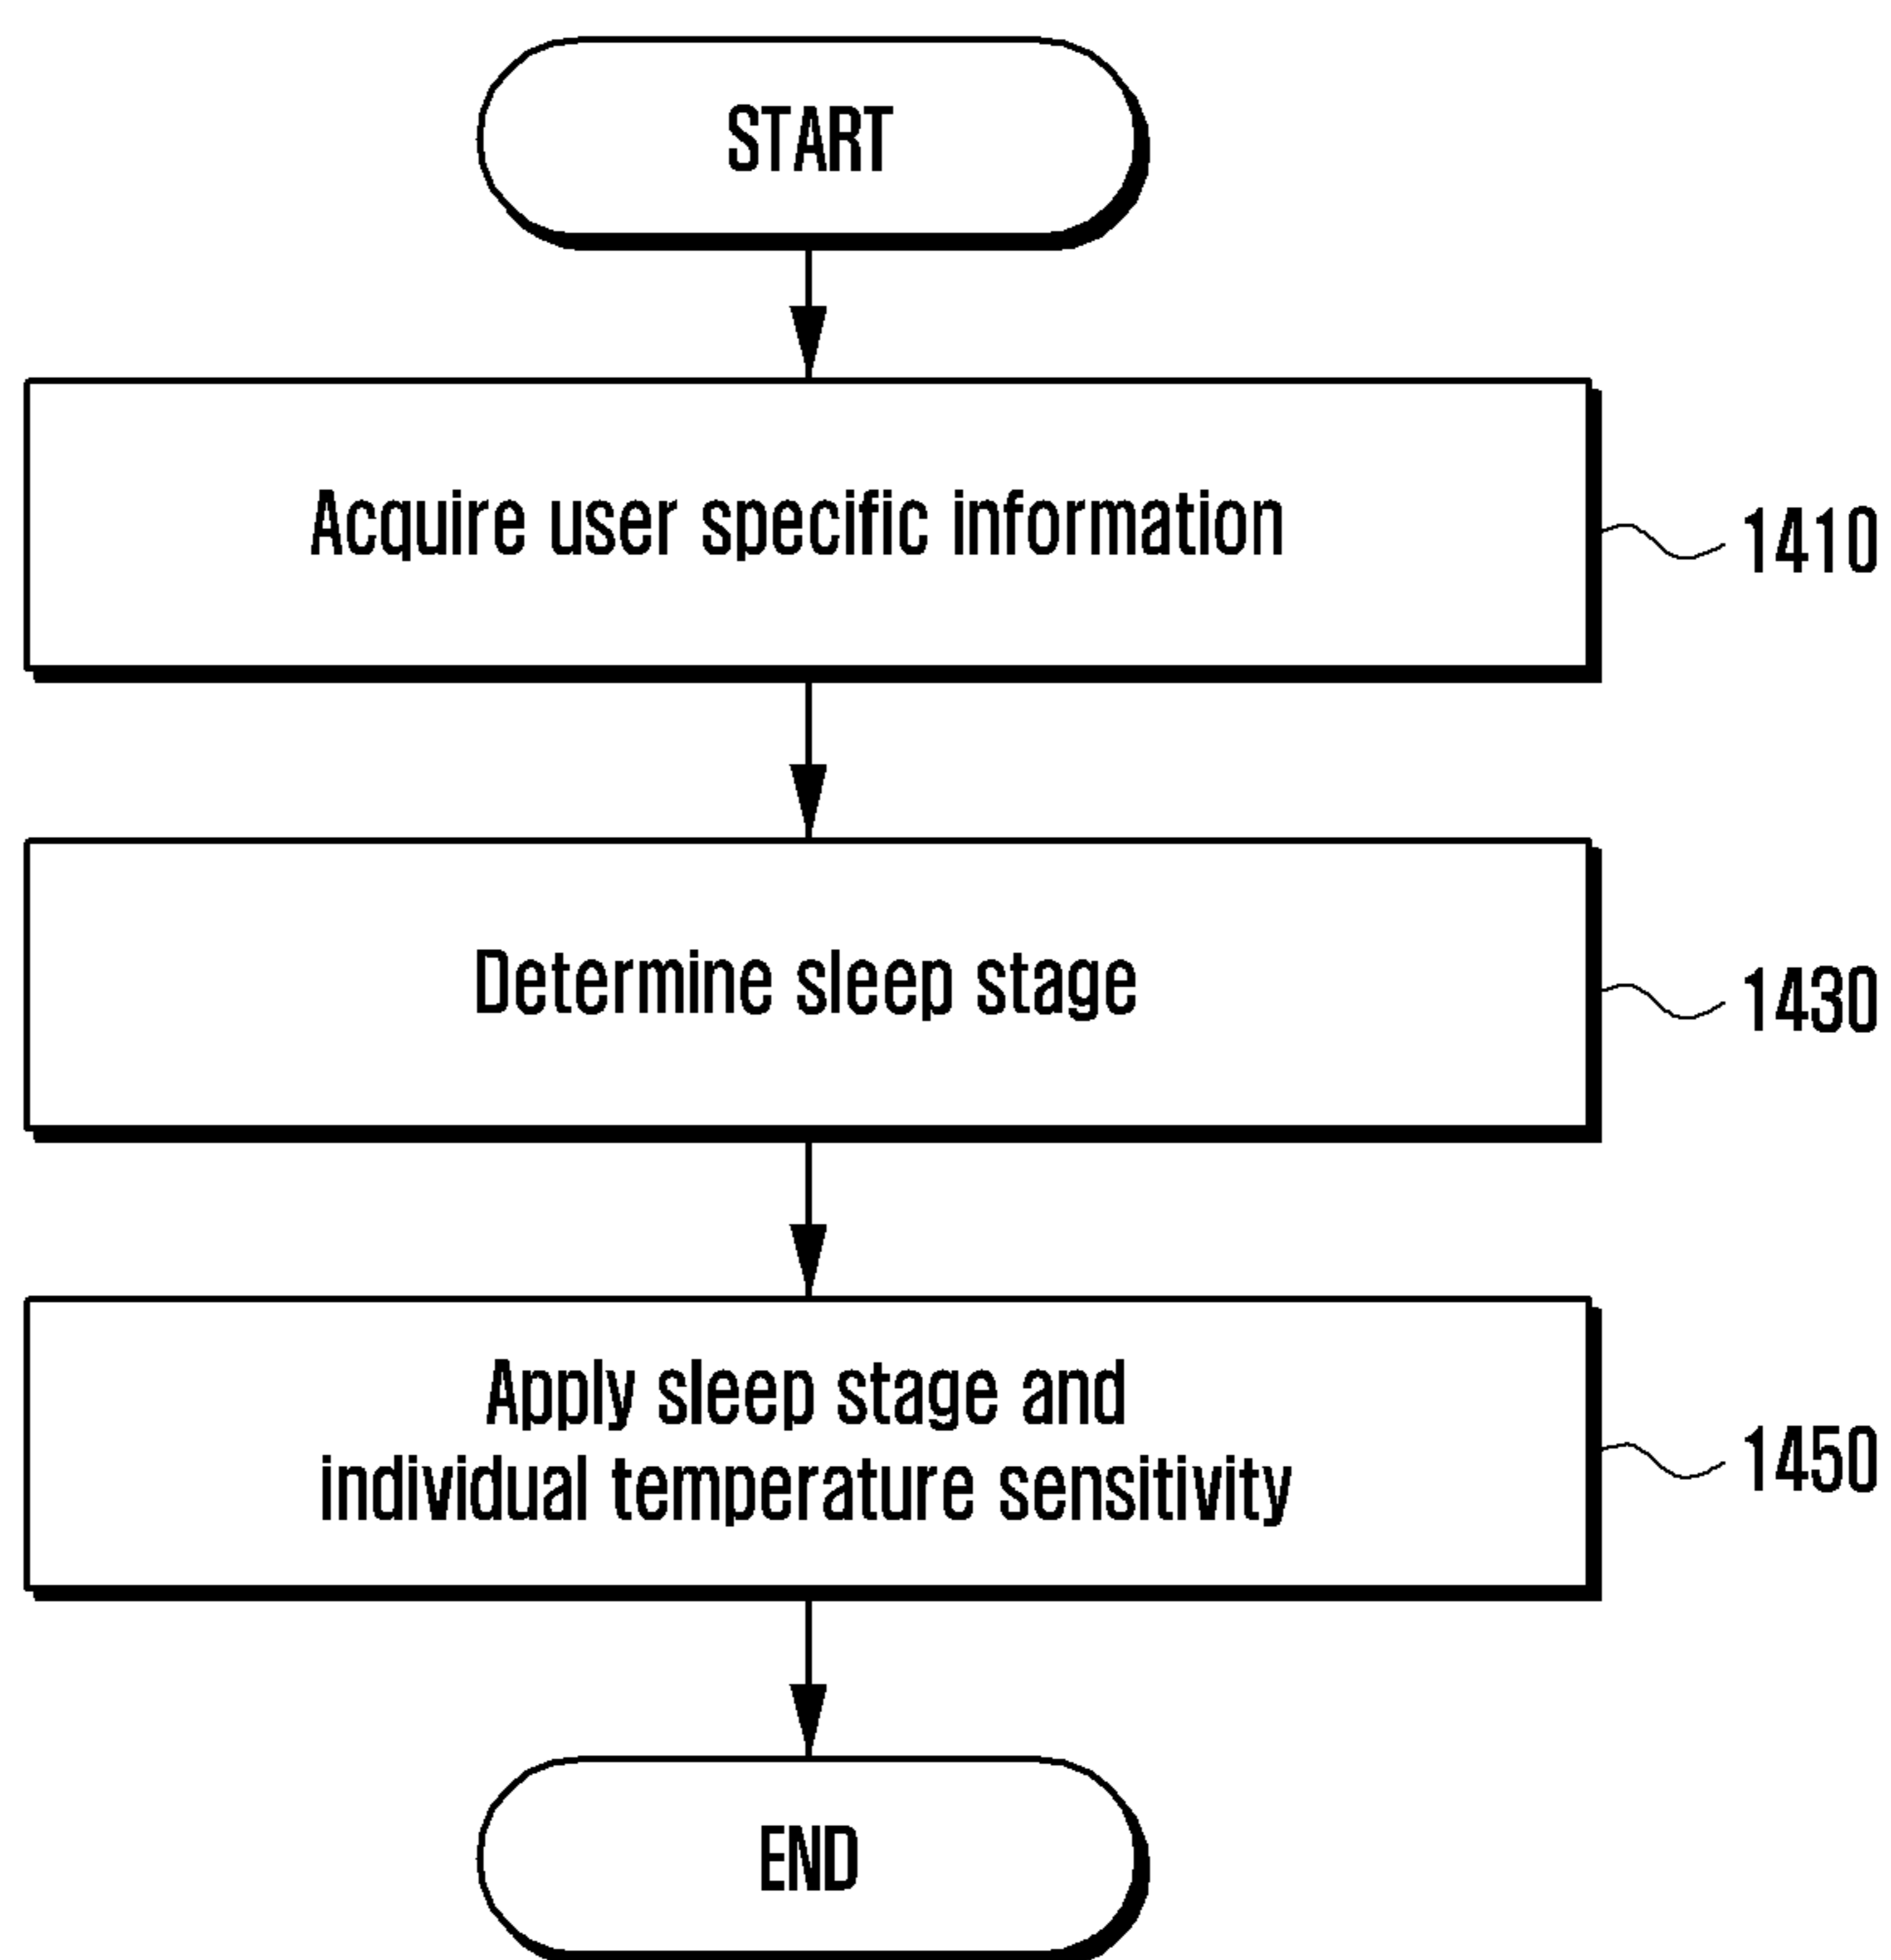 START
Acquire user specific information
1410
Determine sleep stage
1430
Apply sleep stage and
individual temperature sensitivity
1450
END